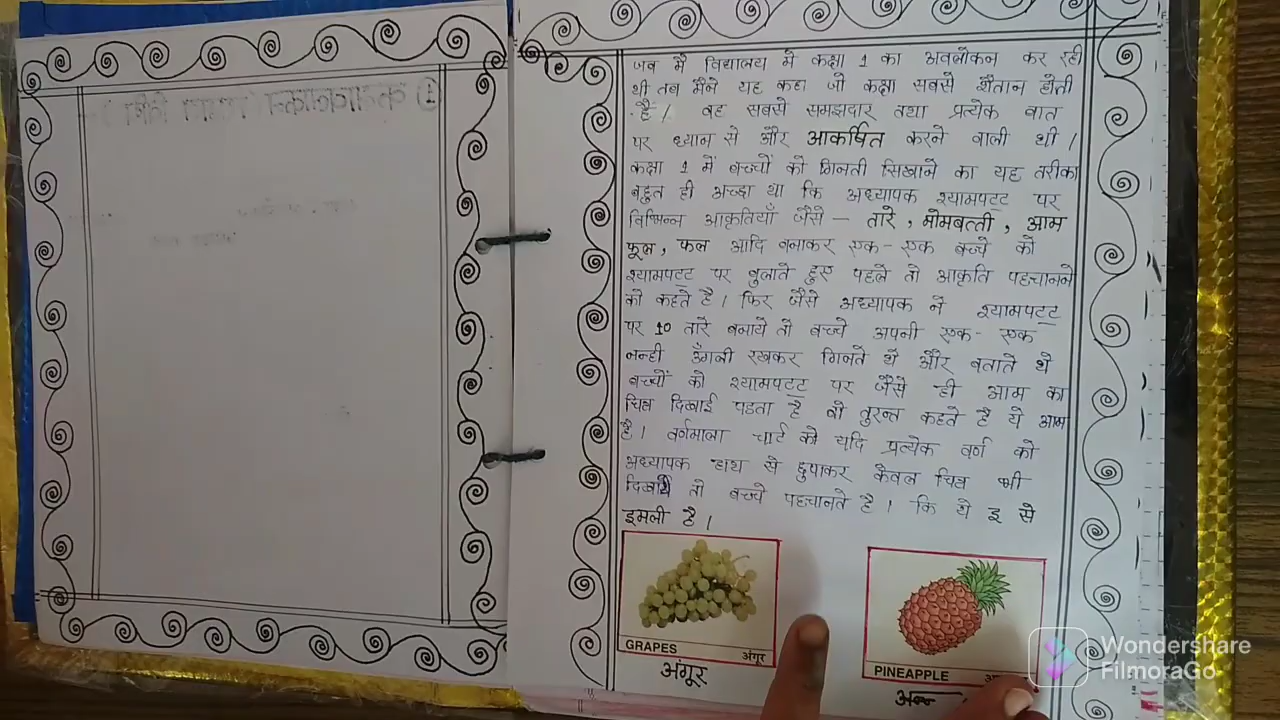 जब मैं विद्यालय में कक्षा 1 का अवलोकन कर रही
थी तब मैंने यह कहा जो कक्षा सबसे शैतान होती
है। वह सबसे समझदार तथा प्रत्येक बात
पर ध्यान से और आकर्षित करने वाली थी।
कक्षा 1 में बच्चों को गिनती सिखाने का यह तरीका
बहुत ही अच्छा था कि अध्यापक श्यामपट्ट पर
विभिन्न आकृतियाँ जैसे – तारे, मोमबत्ती, आम
फूल, फल आदि बनाकर एक-एक बच्चे को
श्यामपट्ट पर बुलाते हुए पहले तो आकृति पहचानने
को कहते है। फिर जैसे अध्यापक ने श्यामपट्ट
पर 10 तारे बनाये तो बच्चे अपनी एक-एक
नन्ही उँगली रखकर गिनते थे और बताते थे
बच्चों को श्यामपट्ट पर जैसे ही आम का
चित्र दिखाई पडता है वो तुरन्त कहते है ये आम
है। वर्णमाला चार्ट को यदि प्रत्येक वर्ण को
अध्यापक हाथ से छुपाकर केवल चित्र भी
दिखाये तो बच्चे पहचानते है। कि ये इ से
इमली है।
GRAPES अंगूर
अंगूर
PINEAPPLE
Wondershare
FilmoraGo